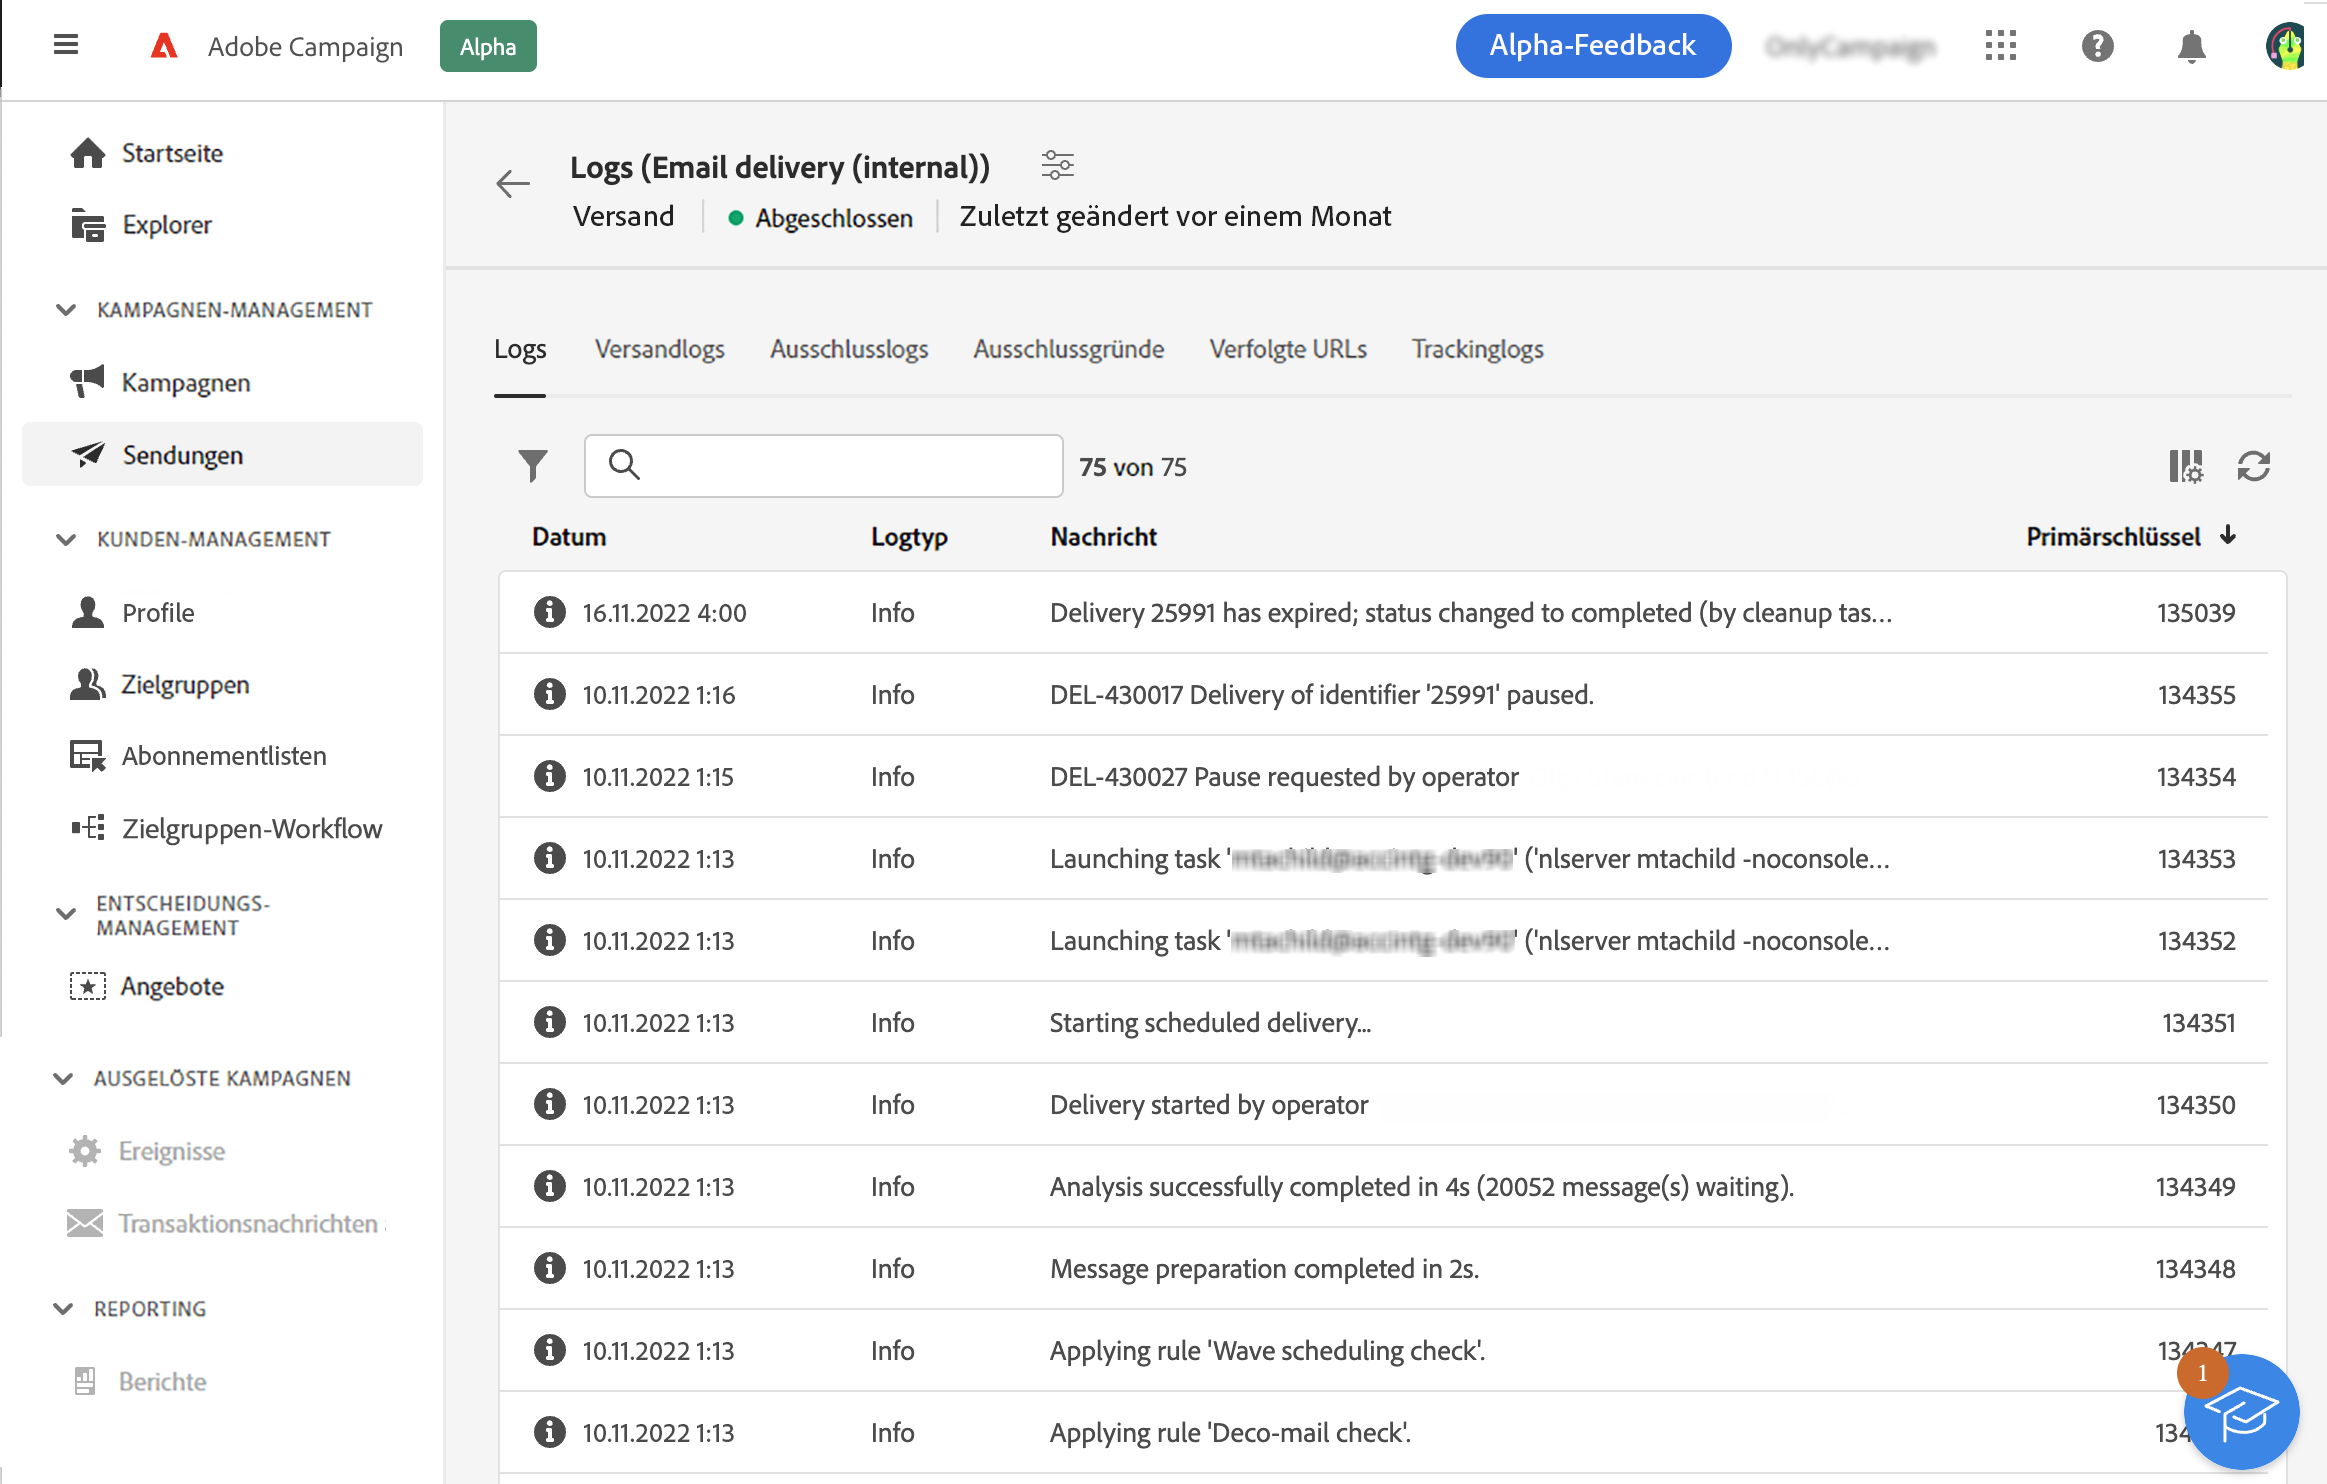 Adobe Campaign Alpha Alpha-Feedback
Startseite
Explorer
KAMPAGNEN-MANAGEMENT
Kampagnen
Sendungen
KUNDEN-MANAGEMENT
Profile
Zielgruppen
Abonnementlisten
Zielgruppen-Workflow
ENTSCHEIDUNGS-
MANAGEMENT
Angebote
AUSGELÖSTE KAMPAGNEN
Ereignisse
Transaktionsnachrichten
REPORTING
Berichte
Logs (Email delivery (internal))
Versand Abgeschlossen Zuletzt geändert vor einem Monat
Logs Versandlogs Ausschlusslogs Ausschlussgründe Verfolgte URLs Trackinglogs
75 von 75
Datum Logtyp Nachricht Primärschlüssel
16.11.2022 4:00 Info Delivery 25991 has expired; status changed to completed (by cleanup tas... 135039
10.11.2022 1:16 Info DEL-430017 Delivery of identifier '25991' paused. 134355
10.11.2022 1:15 Info DEL-430027 Pause requested by operator 134354
10.11.2022 1:13 Info Launching task ' ' ('nlserver mtachild -noconsole... 134353
10.11.2022 1:13 Info Launching task ' ' ('nlserver mtachild -noconsole... 134352
10.11.2022 1:13 Info Starting scheduled delivery... 134351
10.11.2022 1:13 Info Delivery started by operator 134350
10.11.2022 1:13 Info Analysis successfully completed in 4s (20052 message(s) waiting). 134349
10.11.2022 1:13 Info Message preparation completed in 2s. 134348
10.11.2022 1:13 Info Applying rule 'Wave scheduling check'. 134347
1
10.11.2022 1:13 Info Applying rule 'Deco-mail check'.